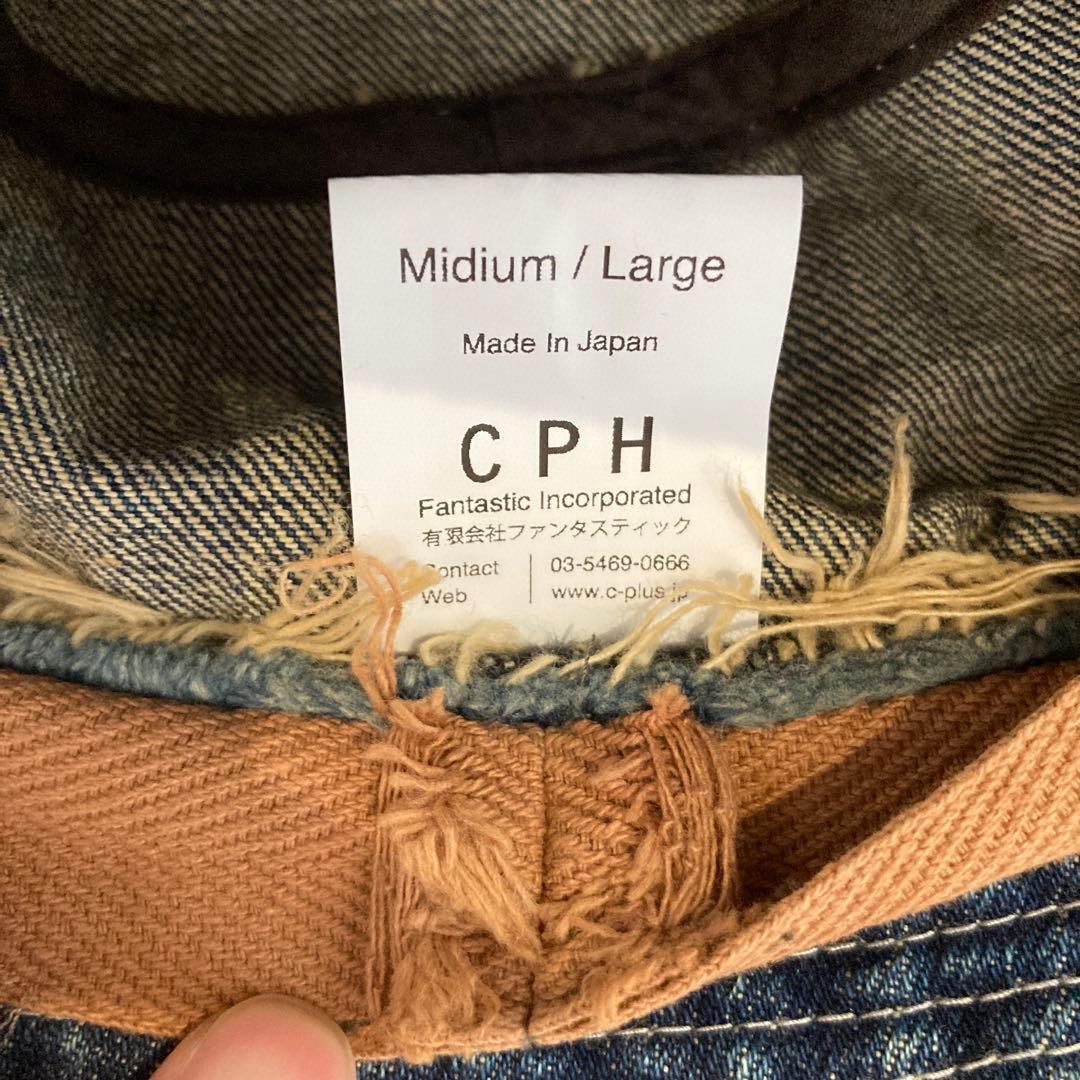 Midium / Large
Made In Japan
C P H
Fantastic Incorporated
有限会社ファンタスティック
Contact 03-5469-0666
Web www.c-plus.jp